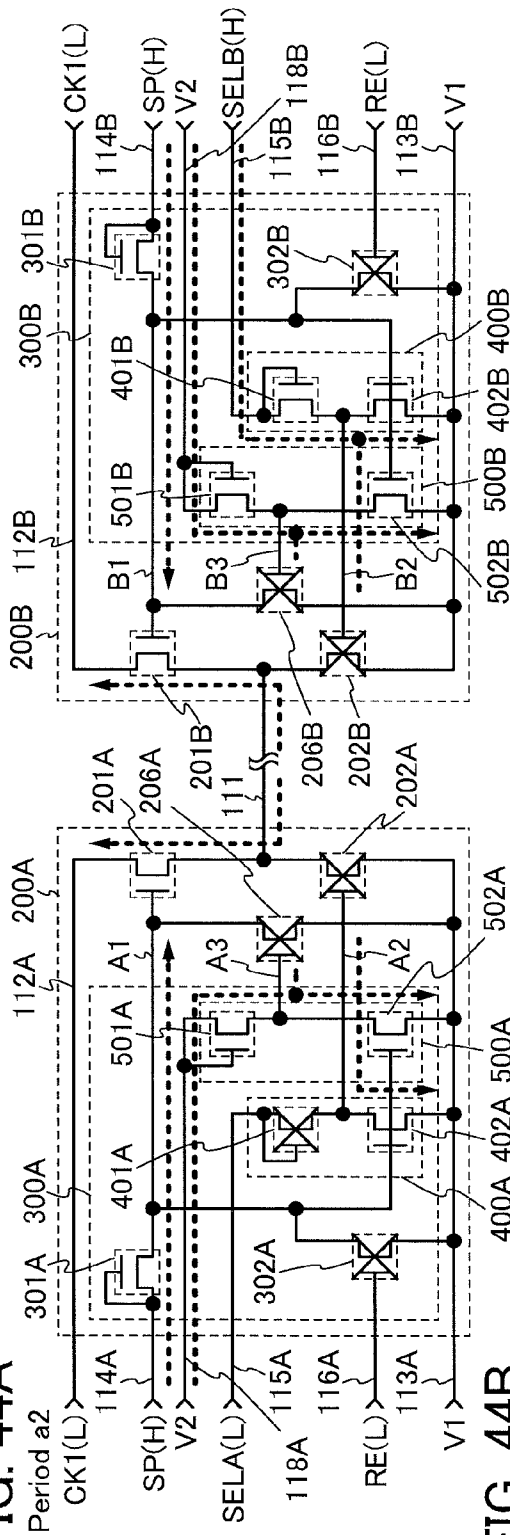 IG. 44A
Period a2
CK1(L)
SP(H)
V2
SELA(L)
RE(L)
V1
114A
118A
115A
116A
113A
112A
200A
300A
301A
302A
400A
401A
402A
500A
501A
502A
A1
A2
A3
201A
206A
202A
111
201B
206B
202B
B1
B2
B3
200B
112B
300B
301B
302B
400B
401B
402B
500B
501B
502B
CK1(L)
SP(H)
V2
SELB(H)
RE(L)
V1
114B
118B
115B
116B
113B
FIG. 44B